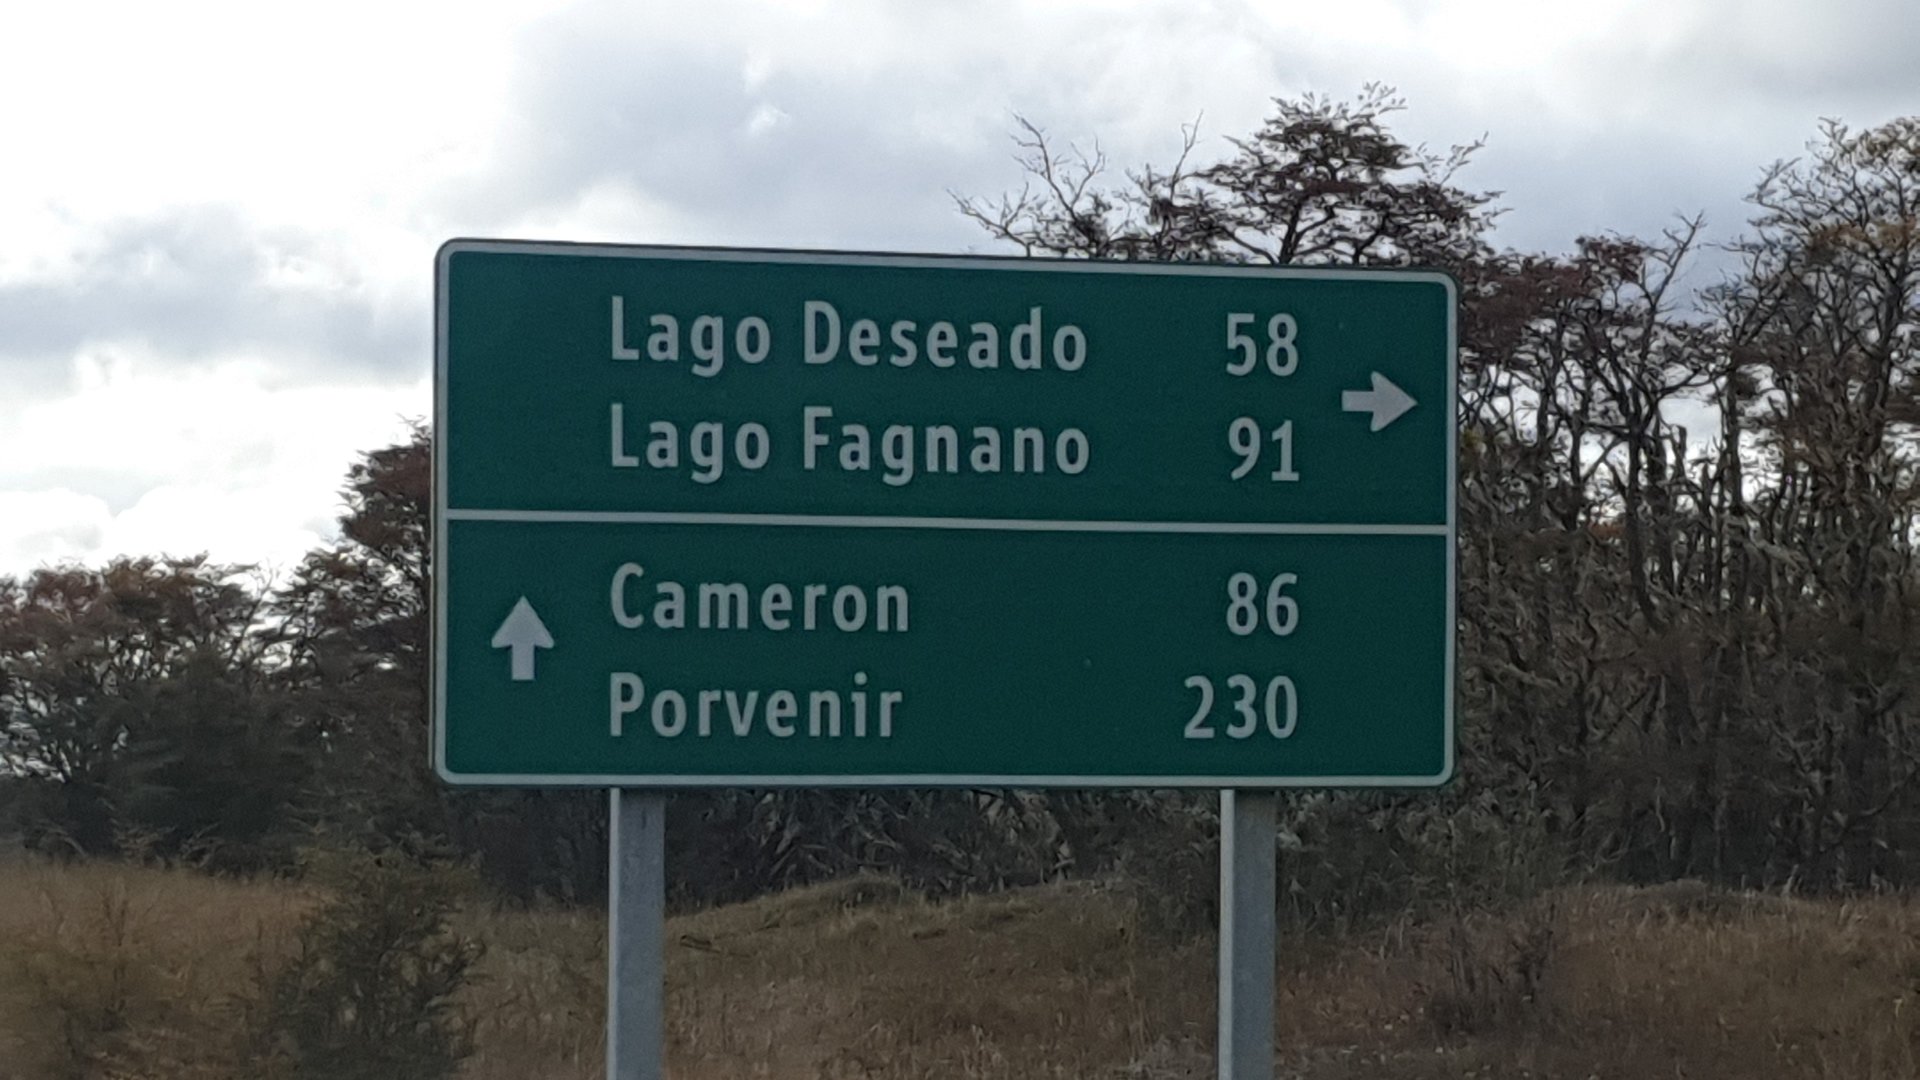 Lago Deseado 58
Lago Fagnano 91
Cameron 86
Porvenir 230